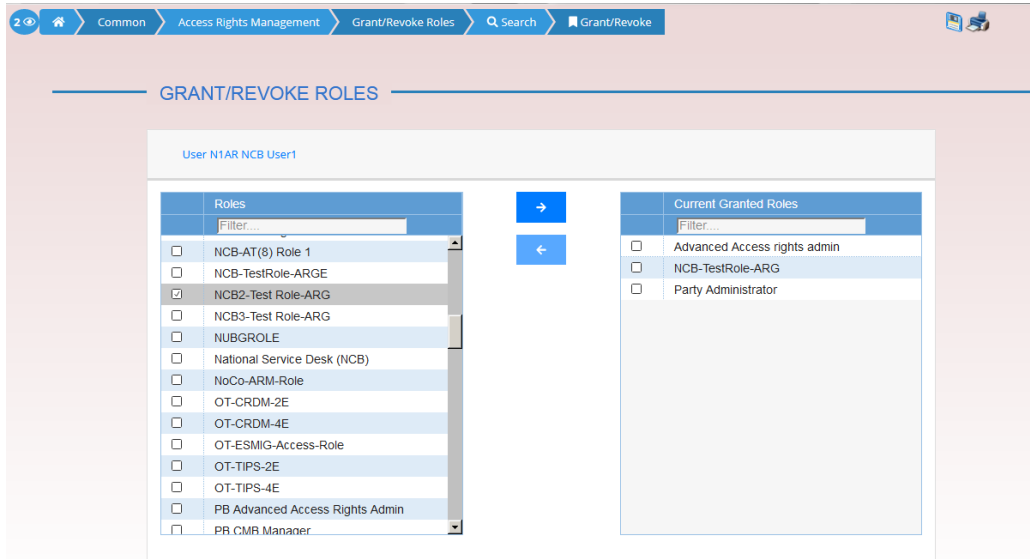 2
Common
Access Rights Management
Grant/Revoke Roles
Search
Grant/Revoke
GRANT/REVOKE ROLES
User N1AR NCB User1
Roles
Filter....
NCB-AT(8) Role 1
NCB-TestRole-ARGE
NCB2-Test Role-ARG
NCB3-Test Role-ARG
NUBGROLE
National Service Desk (NCB)
NoCo-ARM-Role
OT-CRDM-2E
OT-CRDM-4E
OT-ESMIG-Access-Role
OT-TIPS-2E
OT-TIPS-4E
PB Advanced Access Rights Admin
PB CMB Manager
Current Granted Roles
Filter....
Advanced Access rights admin
NCB-TestRole-ARG
Party Administrator